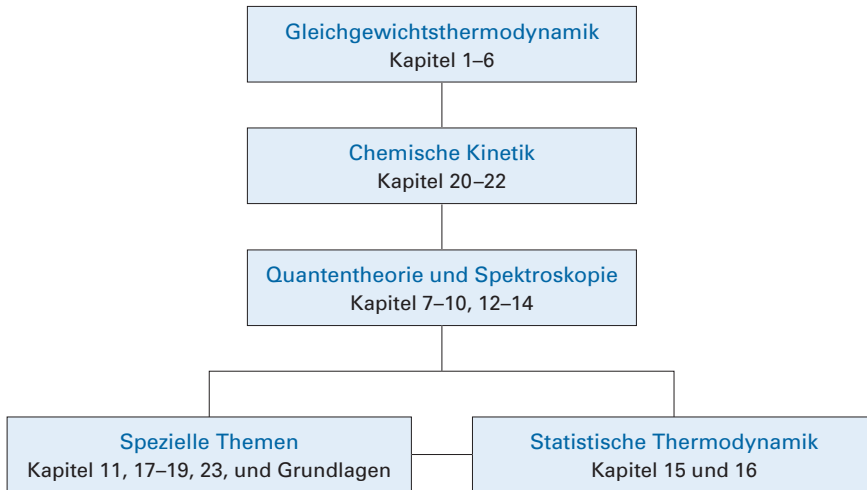 Gleichgewichtsthermodynamik
Kapitel 1–6
Chemische Kinetik
Kapitel 20–22
Quantentheorie und Spektroskopie
Kapitel 7–10, 12–14
Spezielle Themen
Kapitel 11, 17–19, 23, und Grundlagen
Statistische Thermodynamik
Kapitel 15 und 16